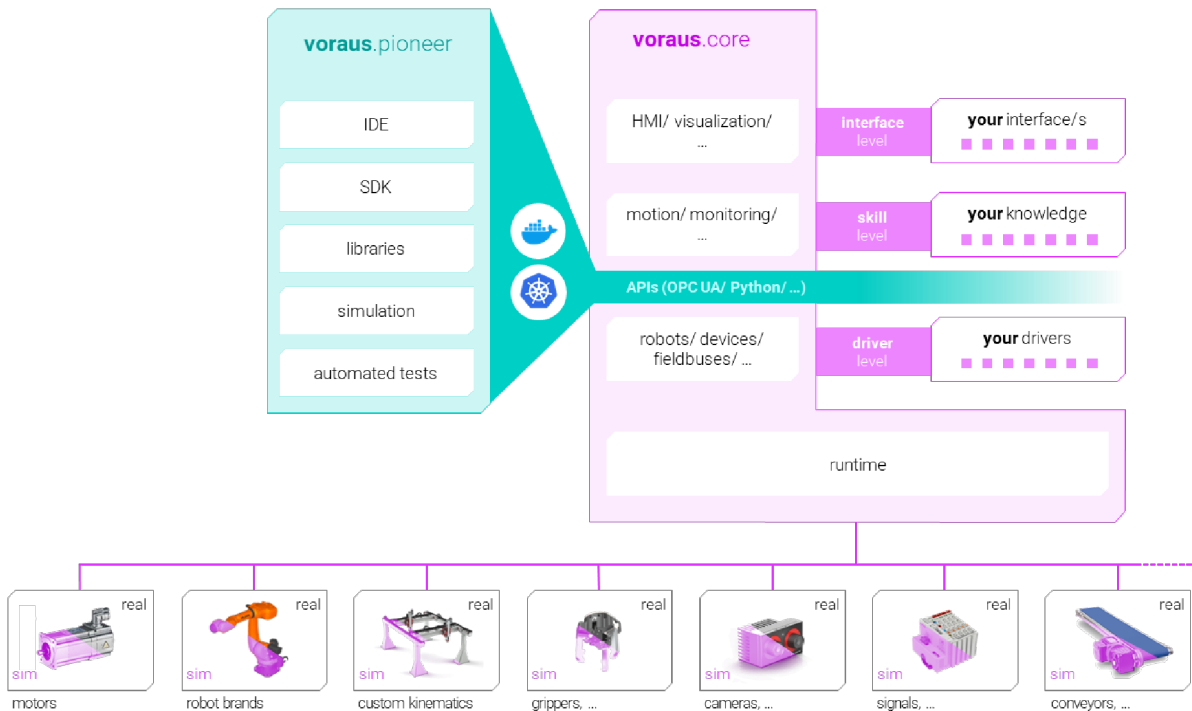 voraus.pioneer
IDE
SDK
libraries
simulation
automated tests
voraus.core
HMI/ visualization/
...
interface
level
your interface/s
motion/ monitoring/
...
skill
level
your knowledge
APIs (OPC UA/ Python/ ...)
robots/ devices/
fieldbuses/ ...
driver
level
your drivers
runtime
real
sim
motors
real
sim
robot brands
real
sim
custom kinematics
real
sim
grippers, ...
real
sim
cameras, ...
real
sim
signals, ...
real
sim
conveyors, ...